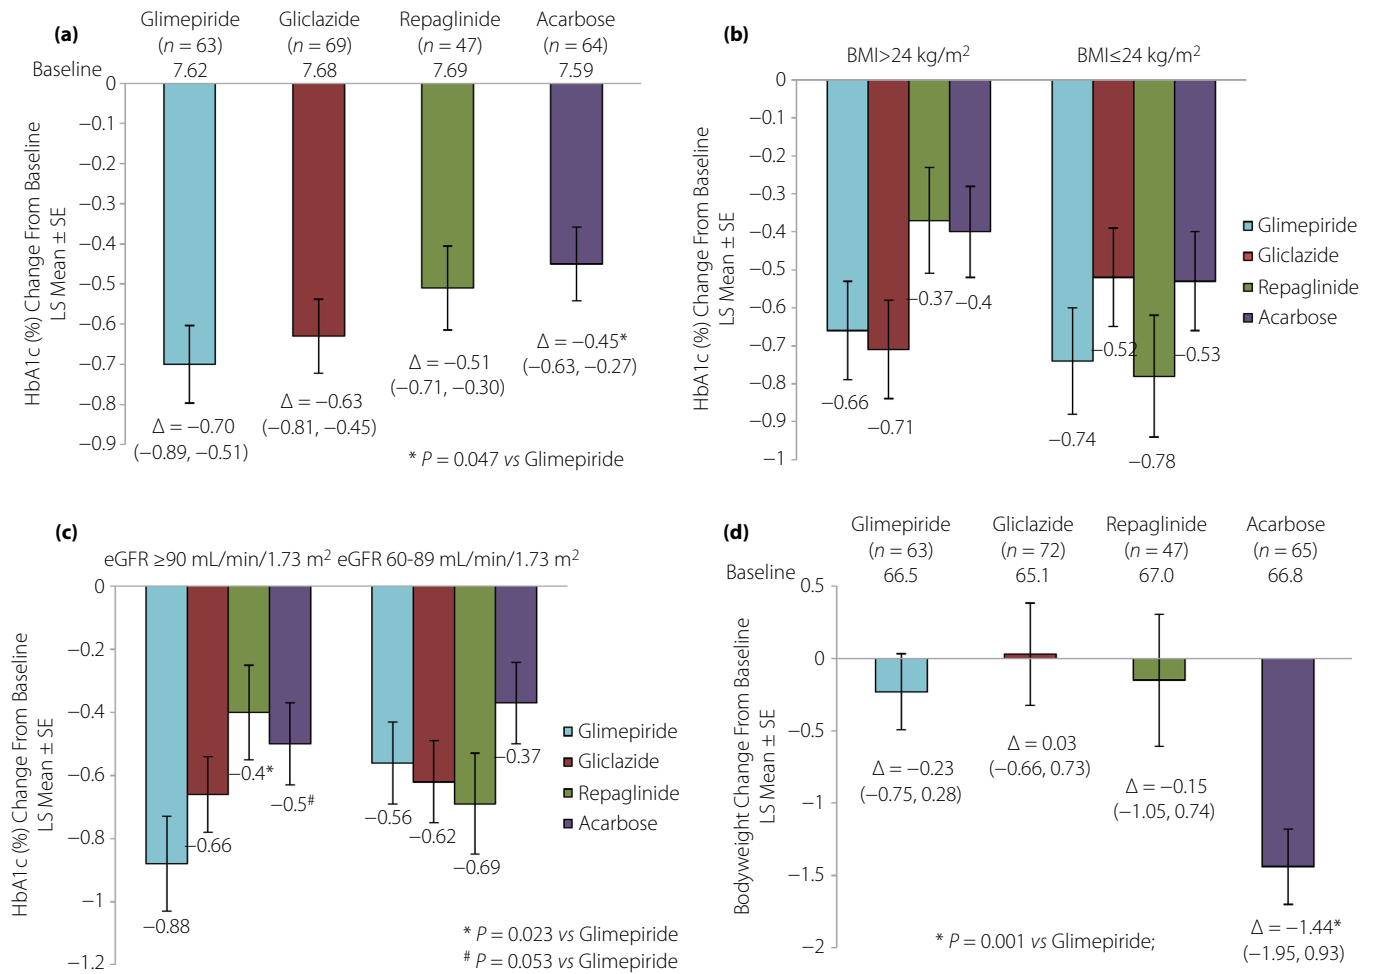 (a)
Glimepiride Gliclazide Repaglinide Acarbose
(n = 63) (n = 69) (n = 47) (n = 64)
Baseline 7.62 7.68 7.69 7.59
0
−0.1
−0.2
−0.3
−0.4
−0.5
−0.6
−0.7
−0.8
−0.9
HbA1c (%) Change From Baseline
LS Mean ± SE
Δ = −0.70
(−0.89, −0.51)
Δ = −0.63
(−0.81, −0.45)
Δ = −0.51
(−0.71, −0.30)
Δ = −0.45*
(−0.63, −0.27)
* P = 0.047 vs Glimepiride
(b)
BMI>24 kg/m² BMI≤24 kg/m²
0
−0.1
−0.2
−0.3
−0.4
−0.5
−0.6
−0.7
−0.8
−0.9
−1
HbA1c (%) Change From Baseline
LS Mean ± SE
−0.66
−0.71
−0.37
−0.4
−0.74
−0.52
−0.78
−0.53
Glimepiride
Gliclazide
Repaglinide
Acarbose
(c)
eGFR ≥90 mL/min/1.73 m² eGFR 60-89 mL/min/1.73 m²
0
−0.2
−0.4
−0.6
−0.8
−1
−1.2
HbA1c (%) Change From Baseline
LS Mean ± SE
−0.88
−0.66
−0.4*
−0.5#
−0.56
−0.62
−0.69
−0.37
Glimepiride
Gliclazide
Repaglinide
Acarbose
* P = 0.023 vs Glimepiride
# P = 0.053 vs Glimepiride
(d)
Glimepiride Gliclazide Repaglinide Acarbose
(n = 63) (n = 72) (n = 47) (n = 65)
Baseline 66.5 65.1 67.0 66.8
0.5
0
−0.5
−1
−1.5
−2
Bodyweight Change From Baseline
LS Mean ± SE
Δ = −0.23
(−0.75, 0.28)
Δ = 0.03
(−0.66, 0.73)
Δ = −0.15
(−1.05, 0.74)
Δ = −1.44*
(−1.95, 0.93)
* P = 0.001 vs Glimepiride;